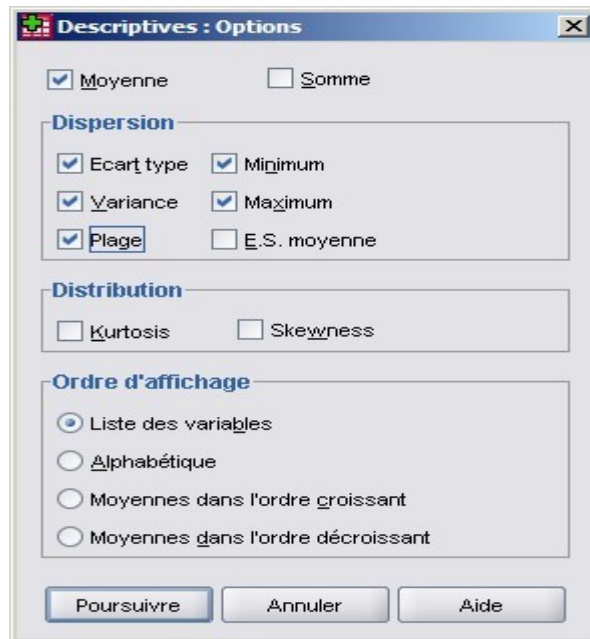 Descriptives : Options
Moyenne Somme
Dispersion
Ecart type Minimum
Variance Maximum
Plage E.S. moyenne
Distribution
Kurtosis Skewness
Ordre d'affichage
Liste des variables
Alphabétique
Moyennes dans l'ordre croissant
Moyennes dans l'ordre décroissant
Poursuivre Annuler Aide